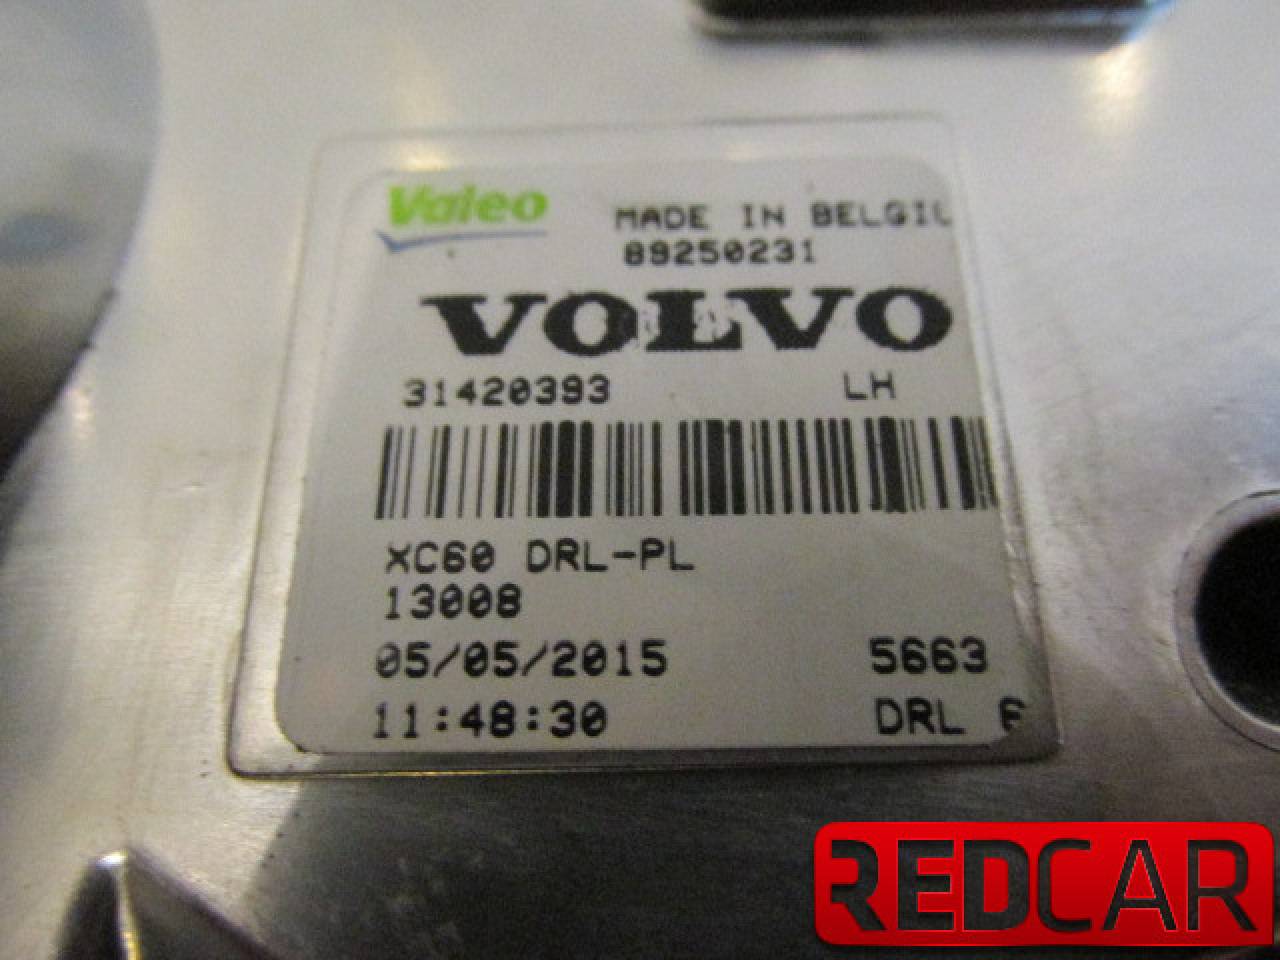 Valeo
MADE IN BELGIU
89250231
VOLVO
31420393 LH
XC60 DRL-PL
13008
05/05/2015 5663
11:48:30 DRL 6
REDCAR